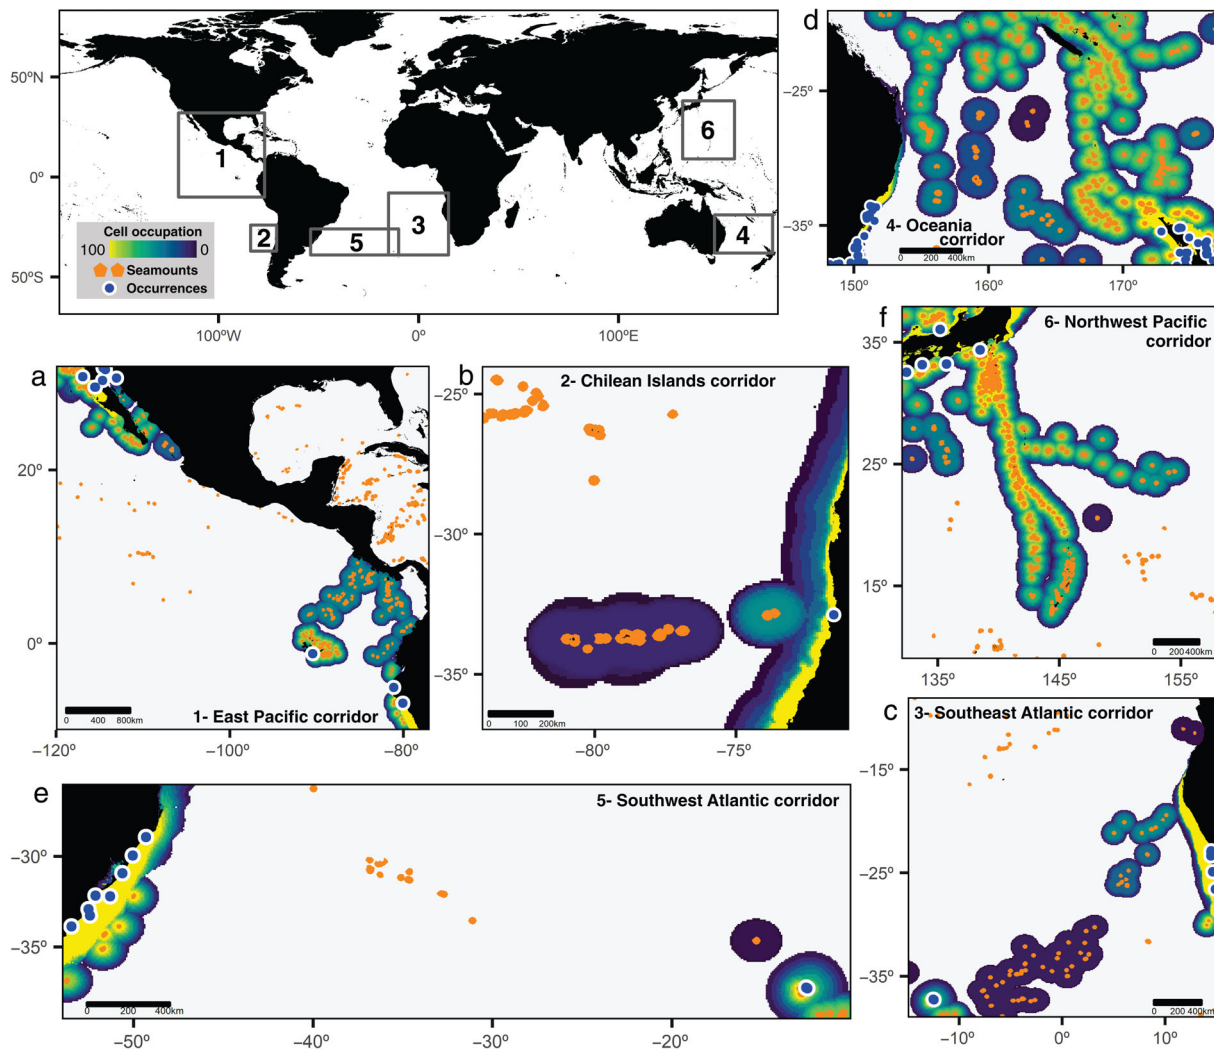 50ºN
0º
50ºS
100ºW
0º
100ºE
1
2
3
4
5
6
Cell occupation
100 0
Seamounts
Occurrences
d
−25º
−35º
150º
160º
170º
4- Oceania
corridor
0 200 400km
a
20º
0º
−120
−100º
−80º
0 400 800km
1- East Pacific corridor
b
2- Chilean Islands corridor
−25º
−30º
−35º
−80º
−75º
0 100 200km
f
6- Northwest Pacific
corridor
35º
25º
15º
135º
145º
155º
0 200 400km
c
3- Southeast Atlantic corridor
−15º
−25º
−35º
−10º
0º
10º
0 200 400km
e
5- Southwest Atlantic corridor
−30º
−35º
−50º
−40º
−30º
−20º
0 200 400km